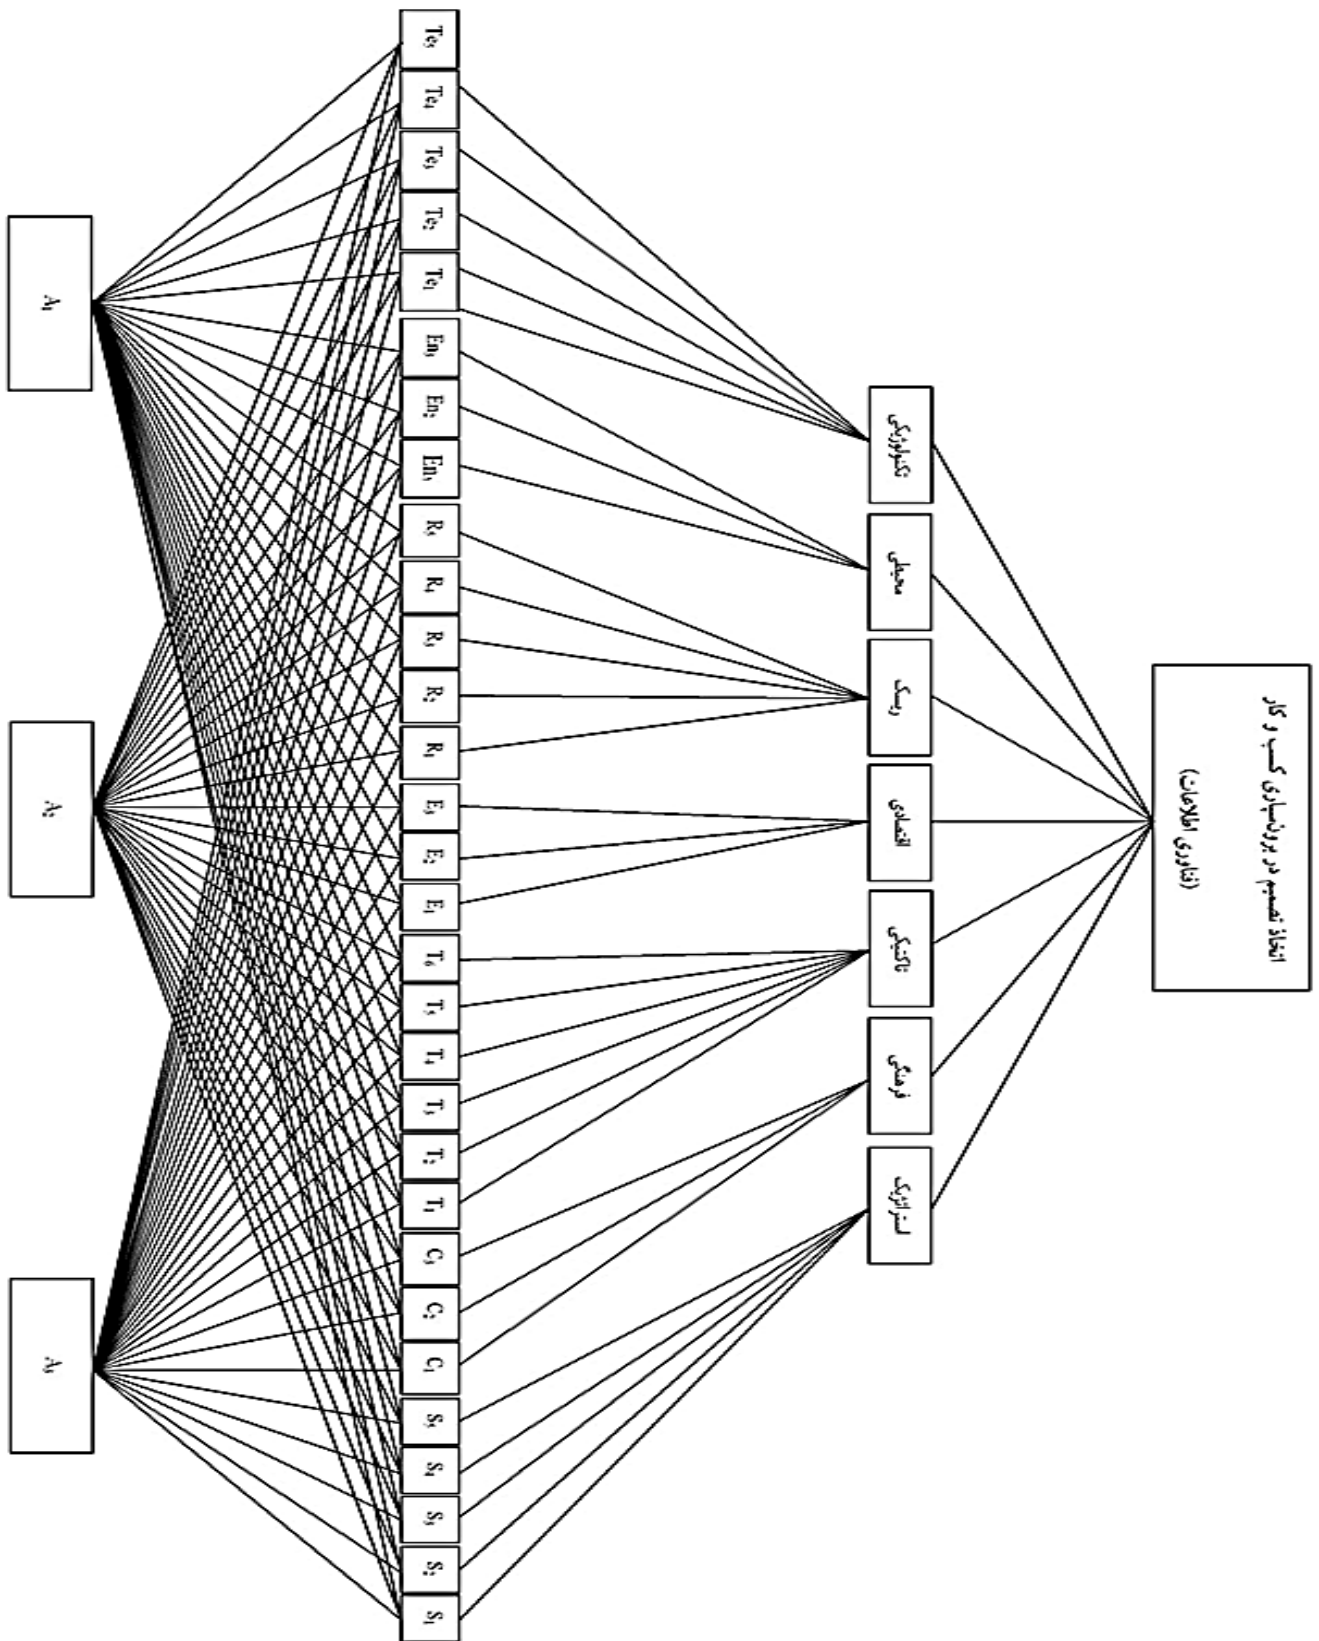 اتخاذ تصمیم در برون‌سپاری کسب و کار
(فناوری اطلاعات)
استراتژیک
فرهنگی
تاکتیکی
اقتصادی
ریسک
محیطی
تکنولوژیکی
S₁
S₂
S₃
S₄
S₅
C₁
C₂
C₃
T₁
T₂
T₃
T₄
T₅
T₆
E₁
E₂
E₃
R₁
R₂
R₃
R₄
R₅
En₁
En₂
En₃
Te₁
Te₂
Te₃
Te₄
Te₅
A₃
A₂
A₁